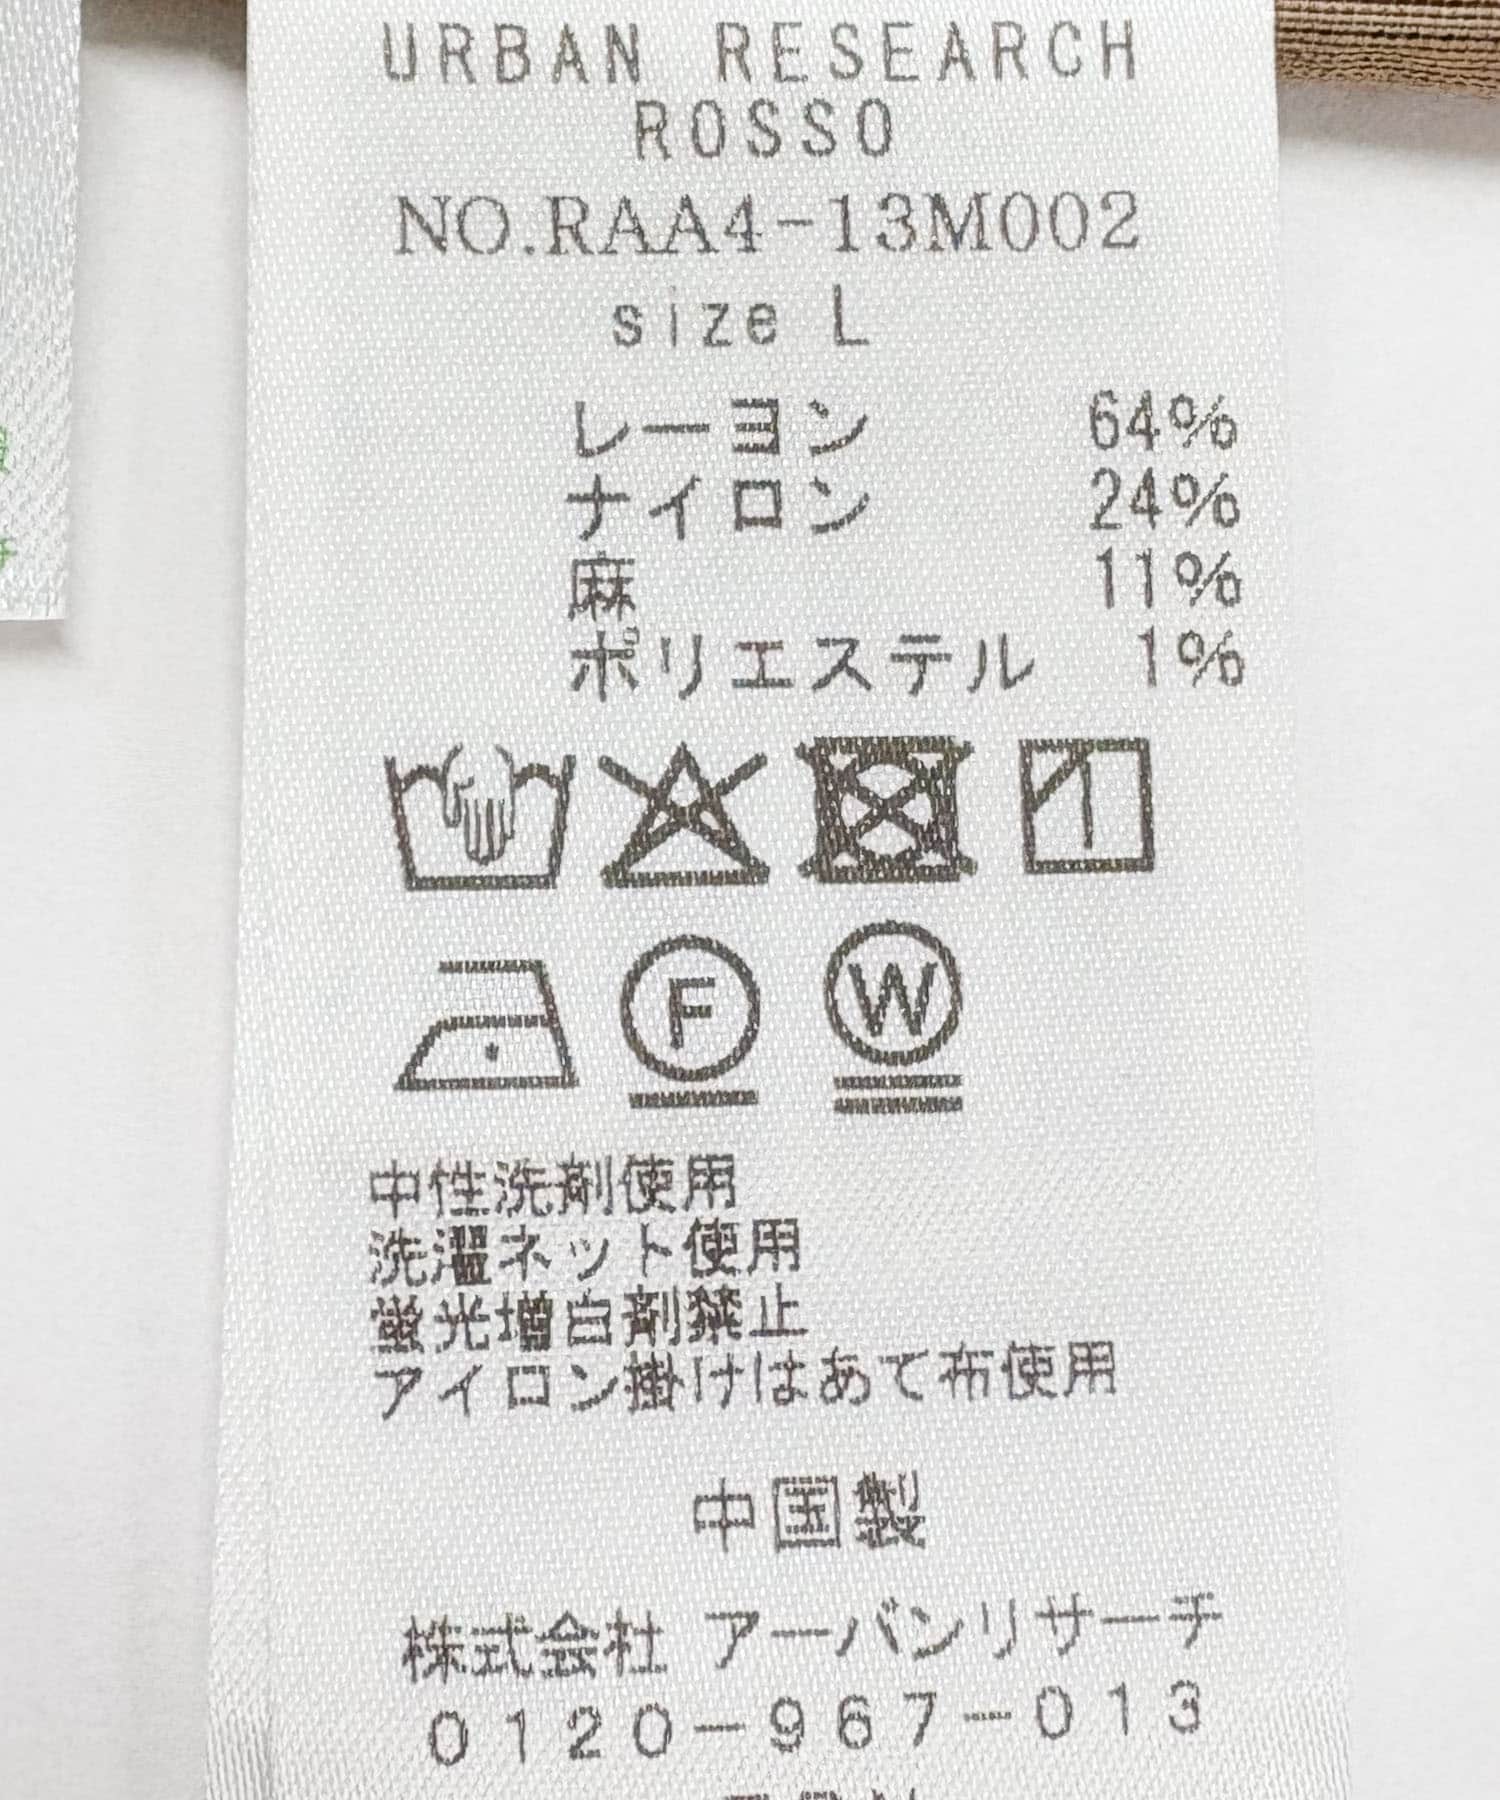 URBAN RESEARCH
ROSSO
NO.RAA4-13M002
size L
レーヨン 64%
ナイロン 24%
麻 11%
ポリエステル 1%
F
W
中性洗剤使用
洗濯ネット使用
蛍光増白剤禁止
アイロン掛けはあて布使用
中国製
株式会社 アーバンリサーチ
0120-967-013